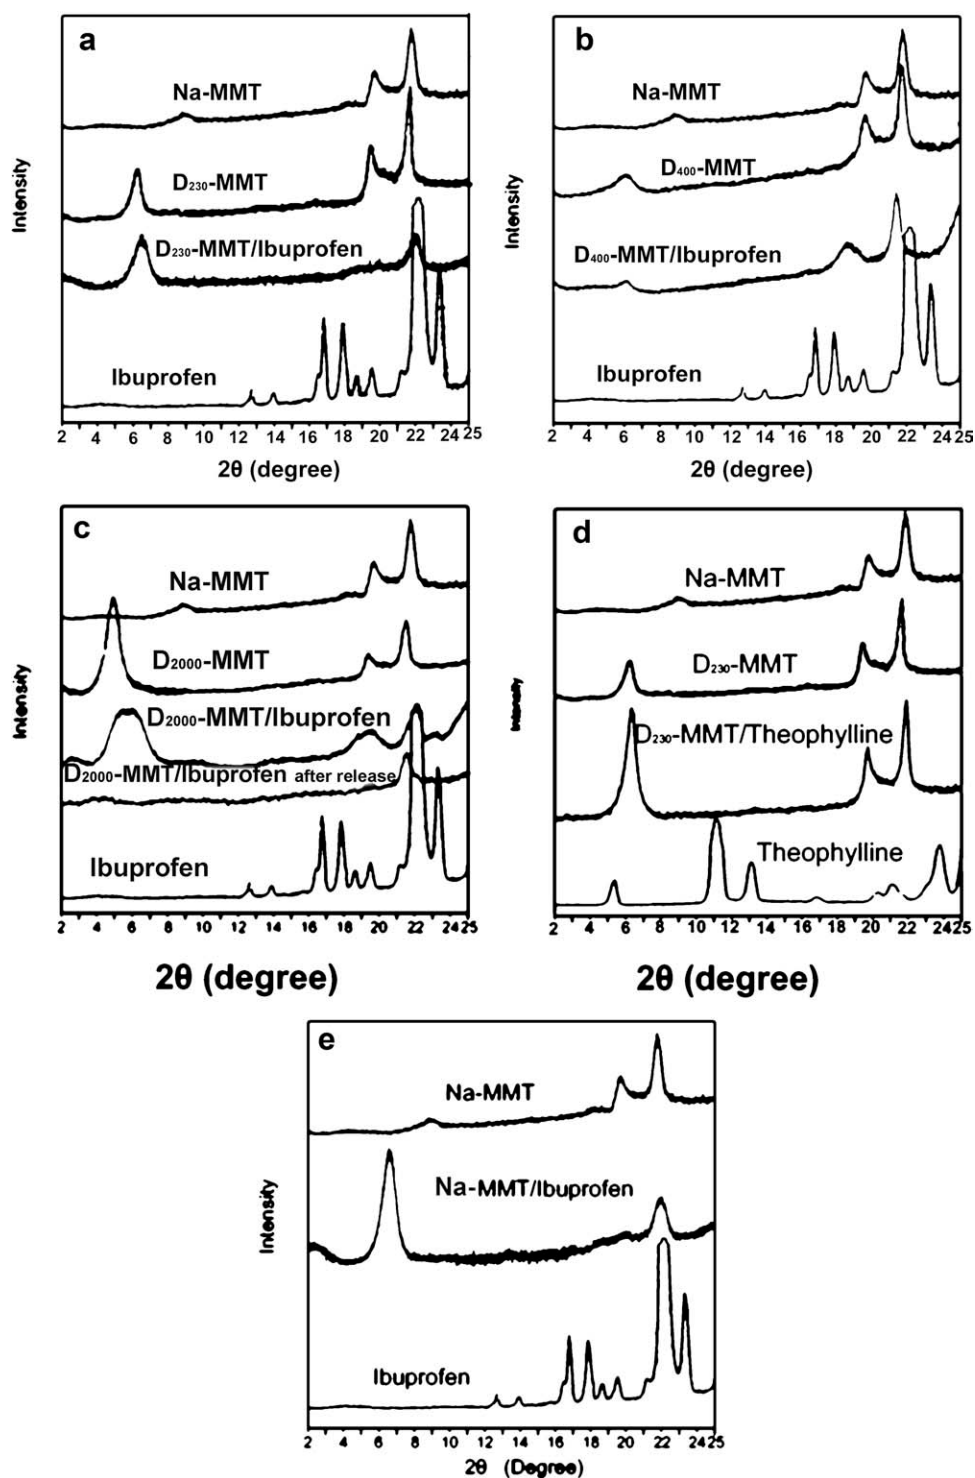 a
Na-MMT
D230-MMT
D230-MMT/Ibuprofen
Ibuprofen
Intensity
2 4 6 8 10 12 14 16 18 20 22 24 25
2θ (degree)
b
Na-MMT
D400-MMT
D400-MMT/Ibuprofen
Ibuprofen
Intensity
2 4 6 8 10 12 14 16 18 20 22 24 25
2θ (degree)
c
Na-MMT
D2000-MMT
D2000-MMT/Ibuprofen
D2000-MMT/Ibuprofen after release
Ibuprofen
Intensity
2 4 6 8 10 12 14 16 18 20 22 24 25
2θ (degree)
d
Na-MMT
D230-MMT
D230-MMT/Theophylline
Theophylline
Intensity
2 4 6 8 10 12 14 16 18 20 22 24 25
2θ (degree)
e
Na-MMT
Na-MMT/Ibuprofen
Ibuprofen
Intensity
2 4 6 8 10 12 14 16 18 20 22 24 25
2θ (Degree)